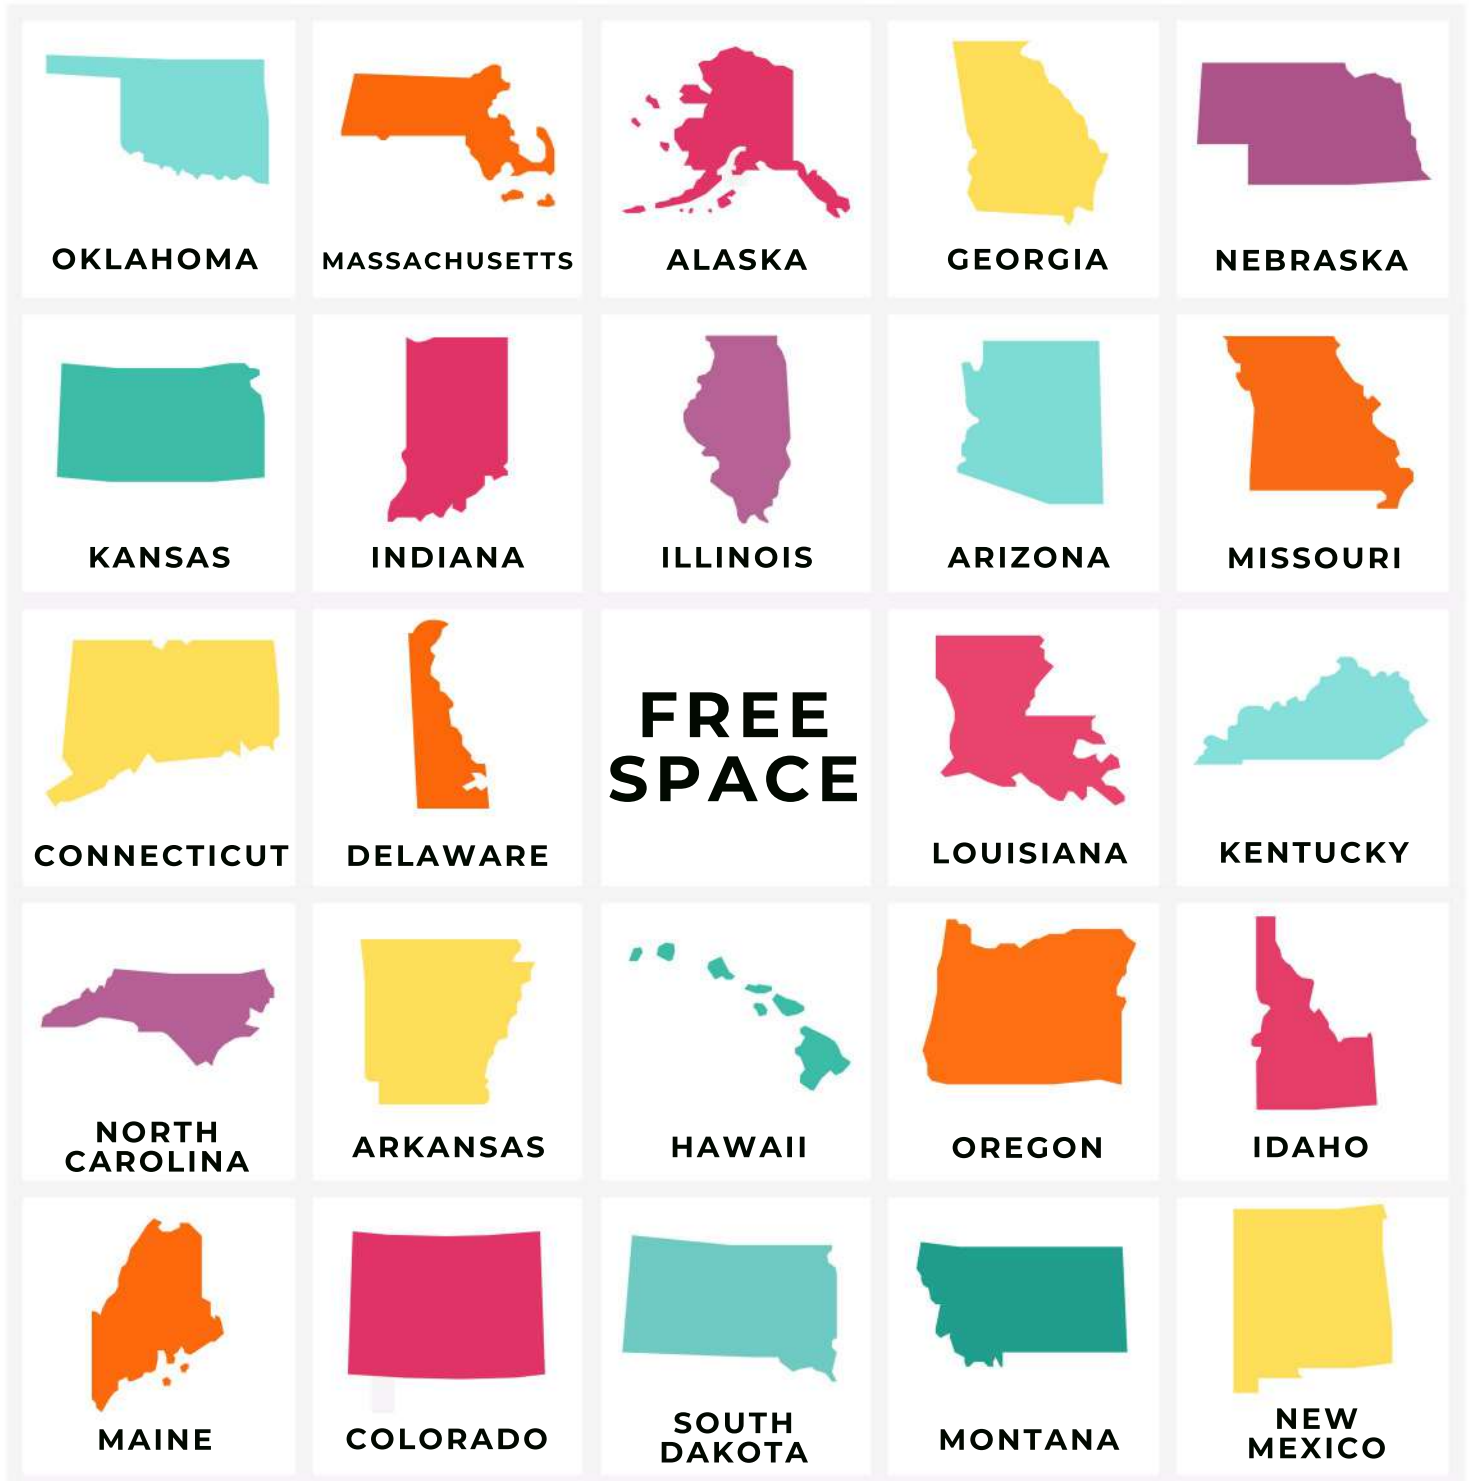 OKLAHOMA
MASSACHUSETTS
ALASKA
GEORGIA
NEBRASKA
KANSAS
INDIANA
ILLINOIS
ARIZONA
MISSOURI
CONNECTICUT
DELAWARE
FREE
SPACE
LOUISIANA
KENTUCKY
NORTH
CAROLINA
ARKANSAS
HAWAII
OREGON
IDAHO
MAINE
COLORADO
SOUTH
DAKOTA
MONTANA
NEW
MEXICO